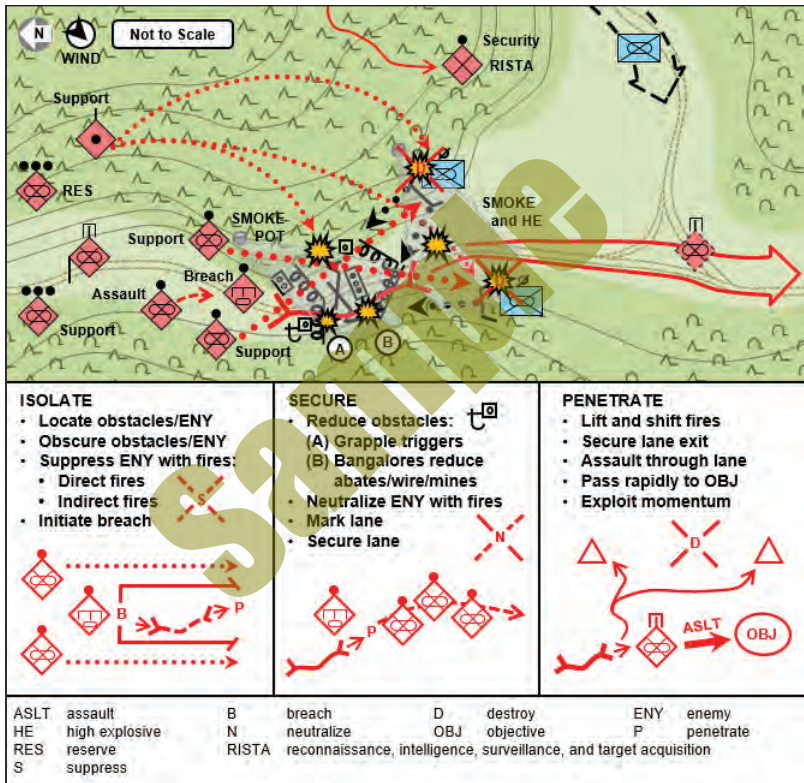 N
WIND
Not to Scale
Security
RISTA
Support
RES
SMOKE
POT
Support
SMOKE
and HE
Breach
Assault
Support
Support
A
B
Sample
ISOLATE
• Locate obstacles/ENY
• Obscure obstacles/ENY
• Suppress ENY with fires:
• Direct fires
• Indirect fires
• Initiate breach
S
B
P
SECURE
• Reduce obstacles:
(A) Grapple triggers
(B) Bangalores reduce
abates/wire/mines
• Neutralize ENY with fires
• Mark lane
• Secure lane
N
P
PENETRATE
• Lift and shift fires
• Secure lane exit
• Assault through lane
• Pass rapidly to OBJ
• Exploit momentum
D
ASLT
OBJ
ASLT assault B breach D destroy ENY enemy
HE high explosive N neutralize OBJ objective P penetrate
RES reserve RISTA reconnaissance, intelligence, surveillance, and target acquisition
S suppress